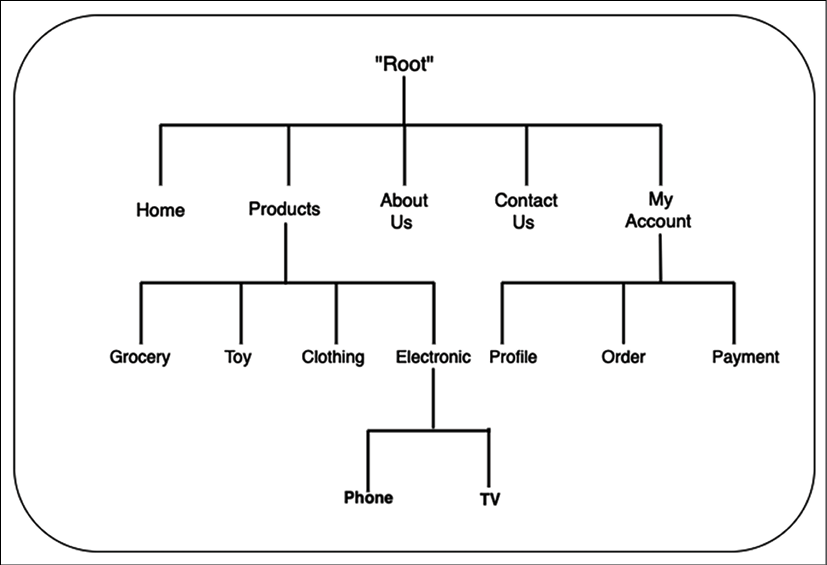 "Root"
Home
Products
About
Us
Contact
Us
My
Account
Grocery
Toy
Clothing
Electronic
Profile
Order
Payment
Phone
TV